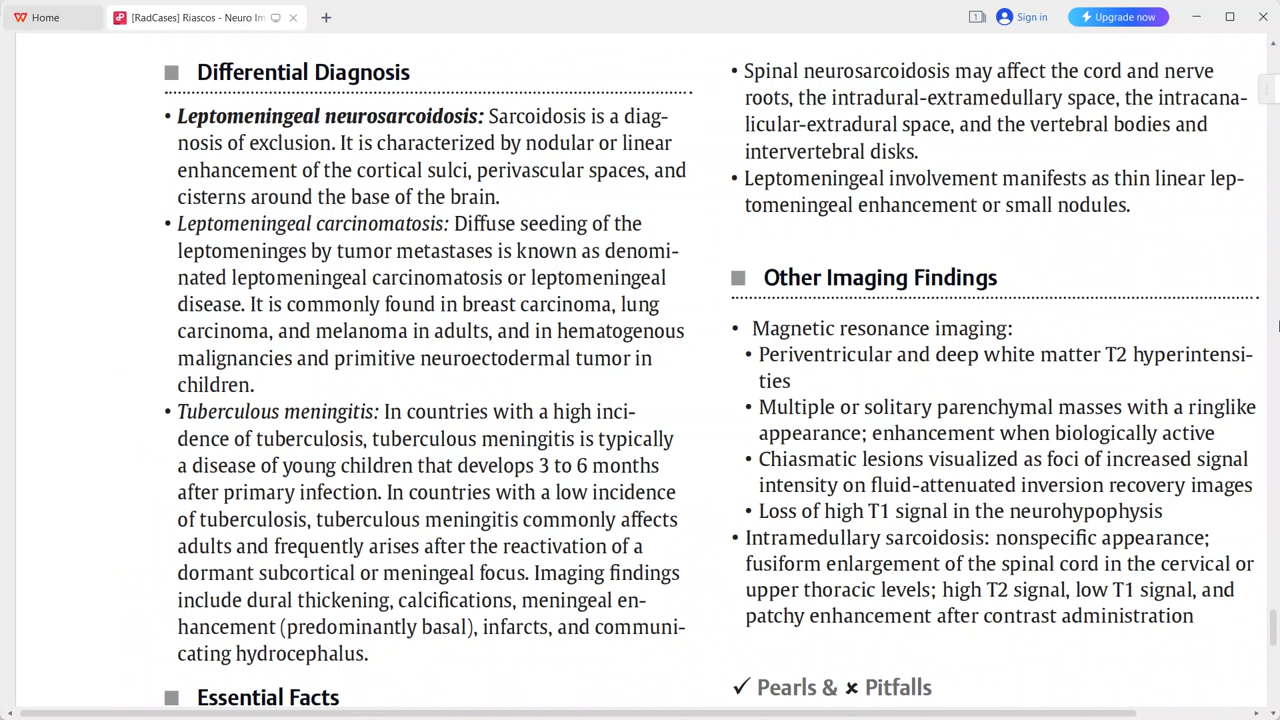 Home
[RadCases] Riascos - Neuro Im
Sign in
Upgrade now
Differential Diagnosis
• Leptomeningeal neurosarcoidosis: Sarcoidosis is a diag-
nosis of exclusion. It is characterized by nodular or linear
enhancement of the cortical sulci, perivascular spaces, and
cisterns around the base of the brain.
• Leptomeningeal carcinomatosis: Diffuse seeding of the
leptomeninges by tumor metastases is known as denomi-
nated leptomeningeal carcinomatosis or leptomeningeal
disease. It is commonly found in breast carcinoma, lung
carcinoma, and melanoma in adults, and in hematogenous
malignancies and primitive neuroectodermal tumor in
children.
• Tuberculous meningitis: In countries with a high inci-
dence of tuberculosis, tuberculous meningitis is typically
a disease of young children that develops 3 to 6 months
after primary infection. In countries with a low incidence
of tuberculosis, tuberculous meningitis commonly affects
adults and frequently arises after the reactivation of a
dormant subcortical or meningeal focus. Imaging findings
include dural thickening, calcifications, meningeal en-
hancement (predominantly basal), infarcts, and communi-
cating hydrocephalus.
Essential Facts
• Spinal neurosarcoidosis may affect the cord and nerve
roots, the intradural-extramedullary space, the intracana-
licular-extradural space, and the vertebral bodies and
intervertebral disks.
• Leptomeningeal involvement manifests as thin linear lep-
tomeningeal enhancement or small nodules.
Other Imaging Findings
• Magnetic resonance imaging:
• Periventricular and deep white matter T2 hyperintensi-
ties
• Multiple or solitary parenchymal masses with a ringlike
appearance; enhancement when biologically active
• Chiasmatic lesions visualized as foci of increased signal
intensity on fluid-attenuated inversion recovery images
• Loss of high T1 signal in the neurohypophysis
• Intramedullary sarcoidosis: nonspecific appearance;
fusiform enlargement of the spinal cord in the cervical or
upper thoracic levels; high T2 signal, low T1 signal, and
patchy enhancement after contrast administration
✓ Pearls & ✗ Pitfalls